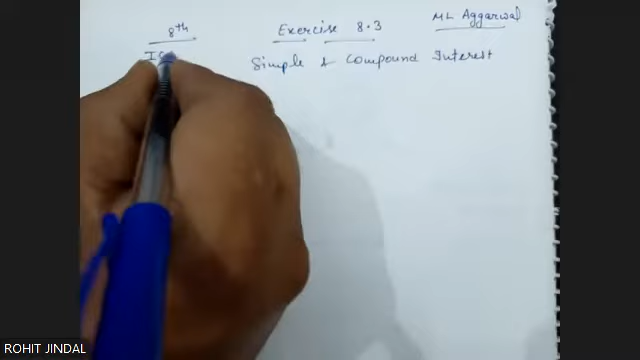 8th Exercise 8.3 ML Aggarwal
Simple & Compound Interest
ROHIT JINDAL